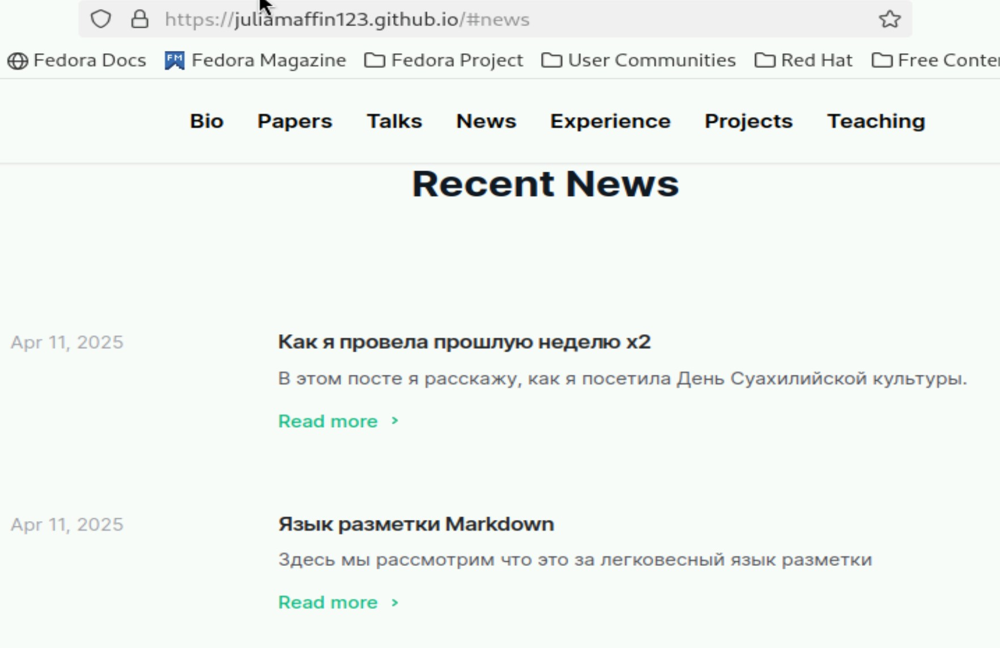 https://juliamaffin123.github.io/#news
Fedora Docs FM Fedora Magazine Fedora Project User Communities Red Hat Free Conte
Bio Papers Talks News Experience Projects Teaching
Recent News
Apr 11, 2025 Как я провела прошлую неделю x2
В этом посте я расскажу, как я посетила День Суахилийской культуры.
Read more >
Apr 11, 2025 Язык разметки Markdown
Здесь мы рассмотрим что это за легковесный язык разметки
Read more >